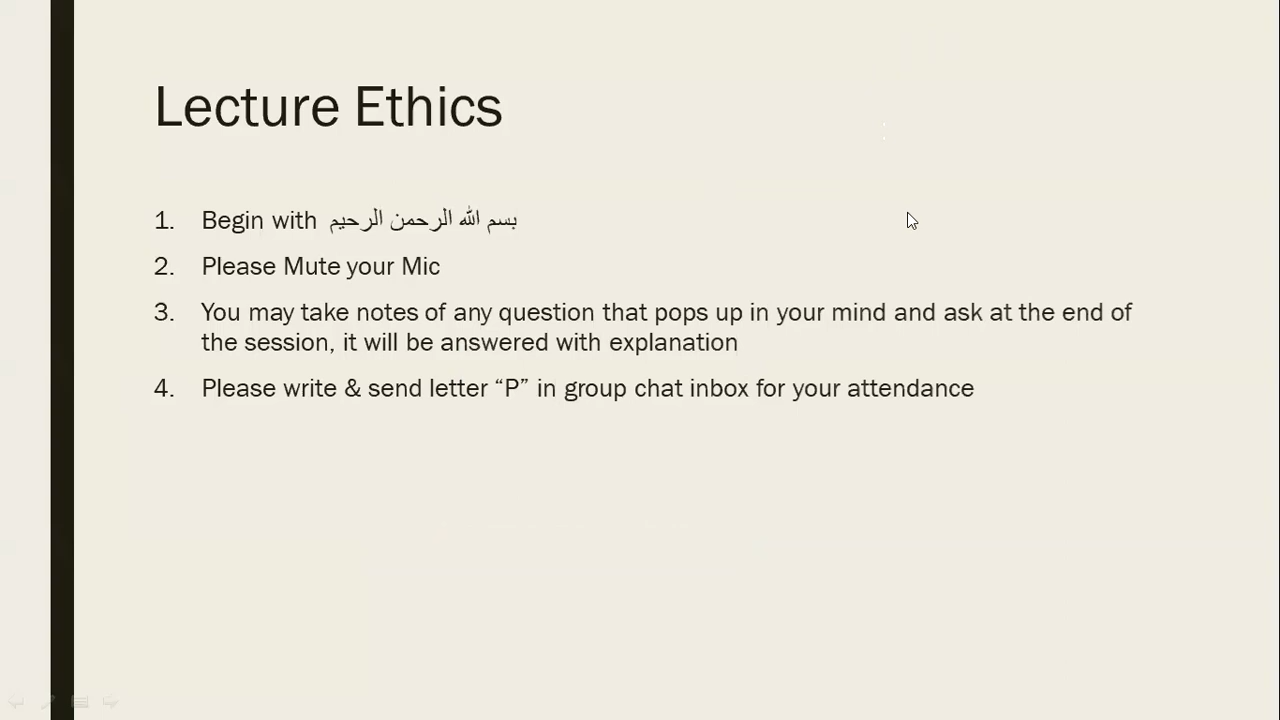 Lecture Ethics
1. Begin with بسم الله الرحمن الرحيم
2. Please Mute your Mic
3. You may take notes of any question that pops up in your mind and ask at the end of
the session, it will be answered with explanation
4. Please write & send letter “P” in group chat inbox for your attendance